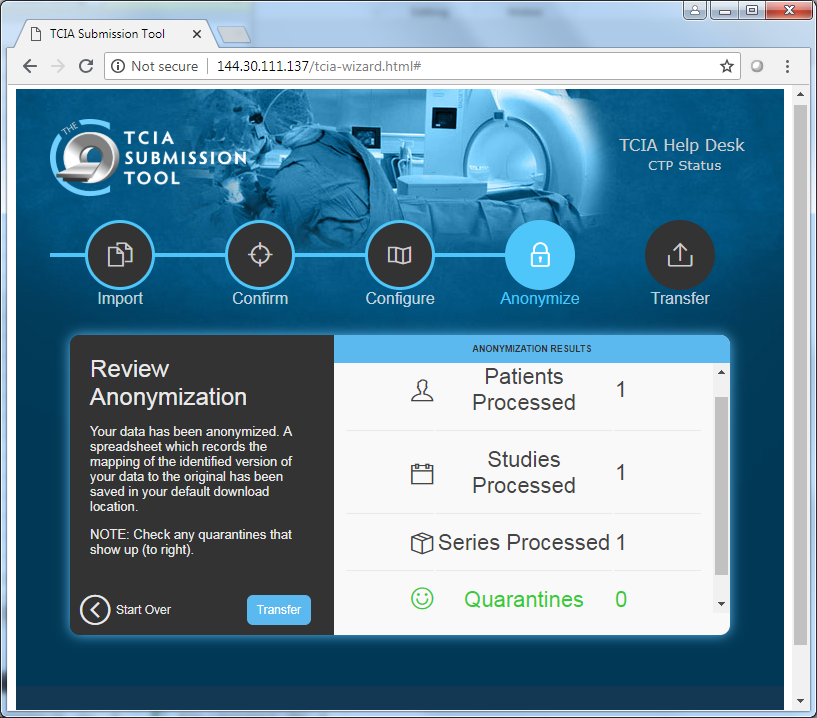 TCIA Submission Tool
Not secure
144.30.111.137/tcia-wizard.html#
THE
TCIA
SUBMISSION
TOOL
TCIA Help Desk
CTP Status
Import
Confirm
Configure
Anonymize
Transfer
Review
Anonymization
Your data has been anonymized. A
spreadsheet which records the
mapping of the identified version of
your data to the original has been
saved in your default download
location.
NOTE: Check any quarantines that
show up (to right).
Start Over
Transfer
ANONYMIZATION RESULTS
Patients
Processed 1
Studies
Processed 1
Series Processed 1
Quarantines 0